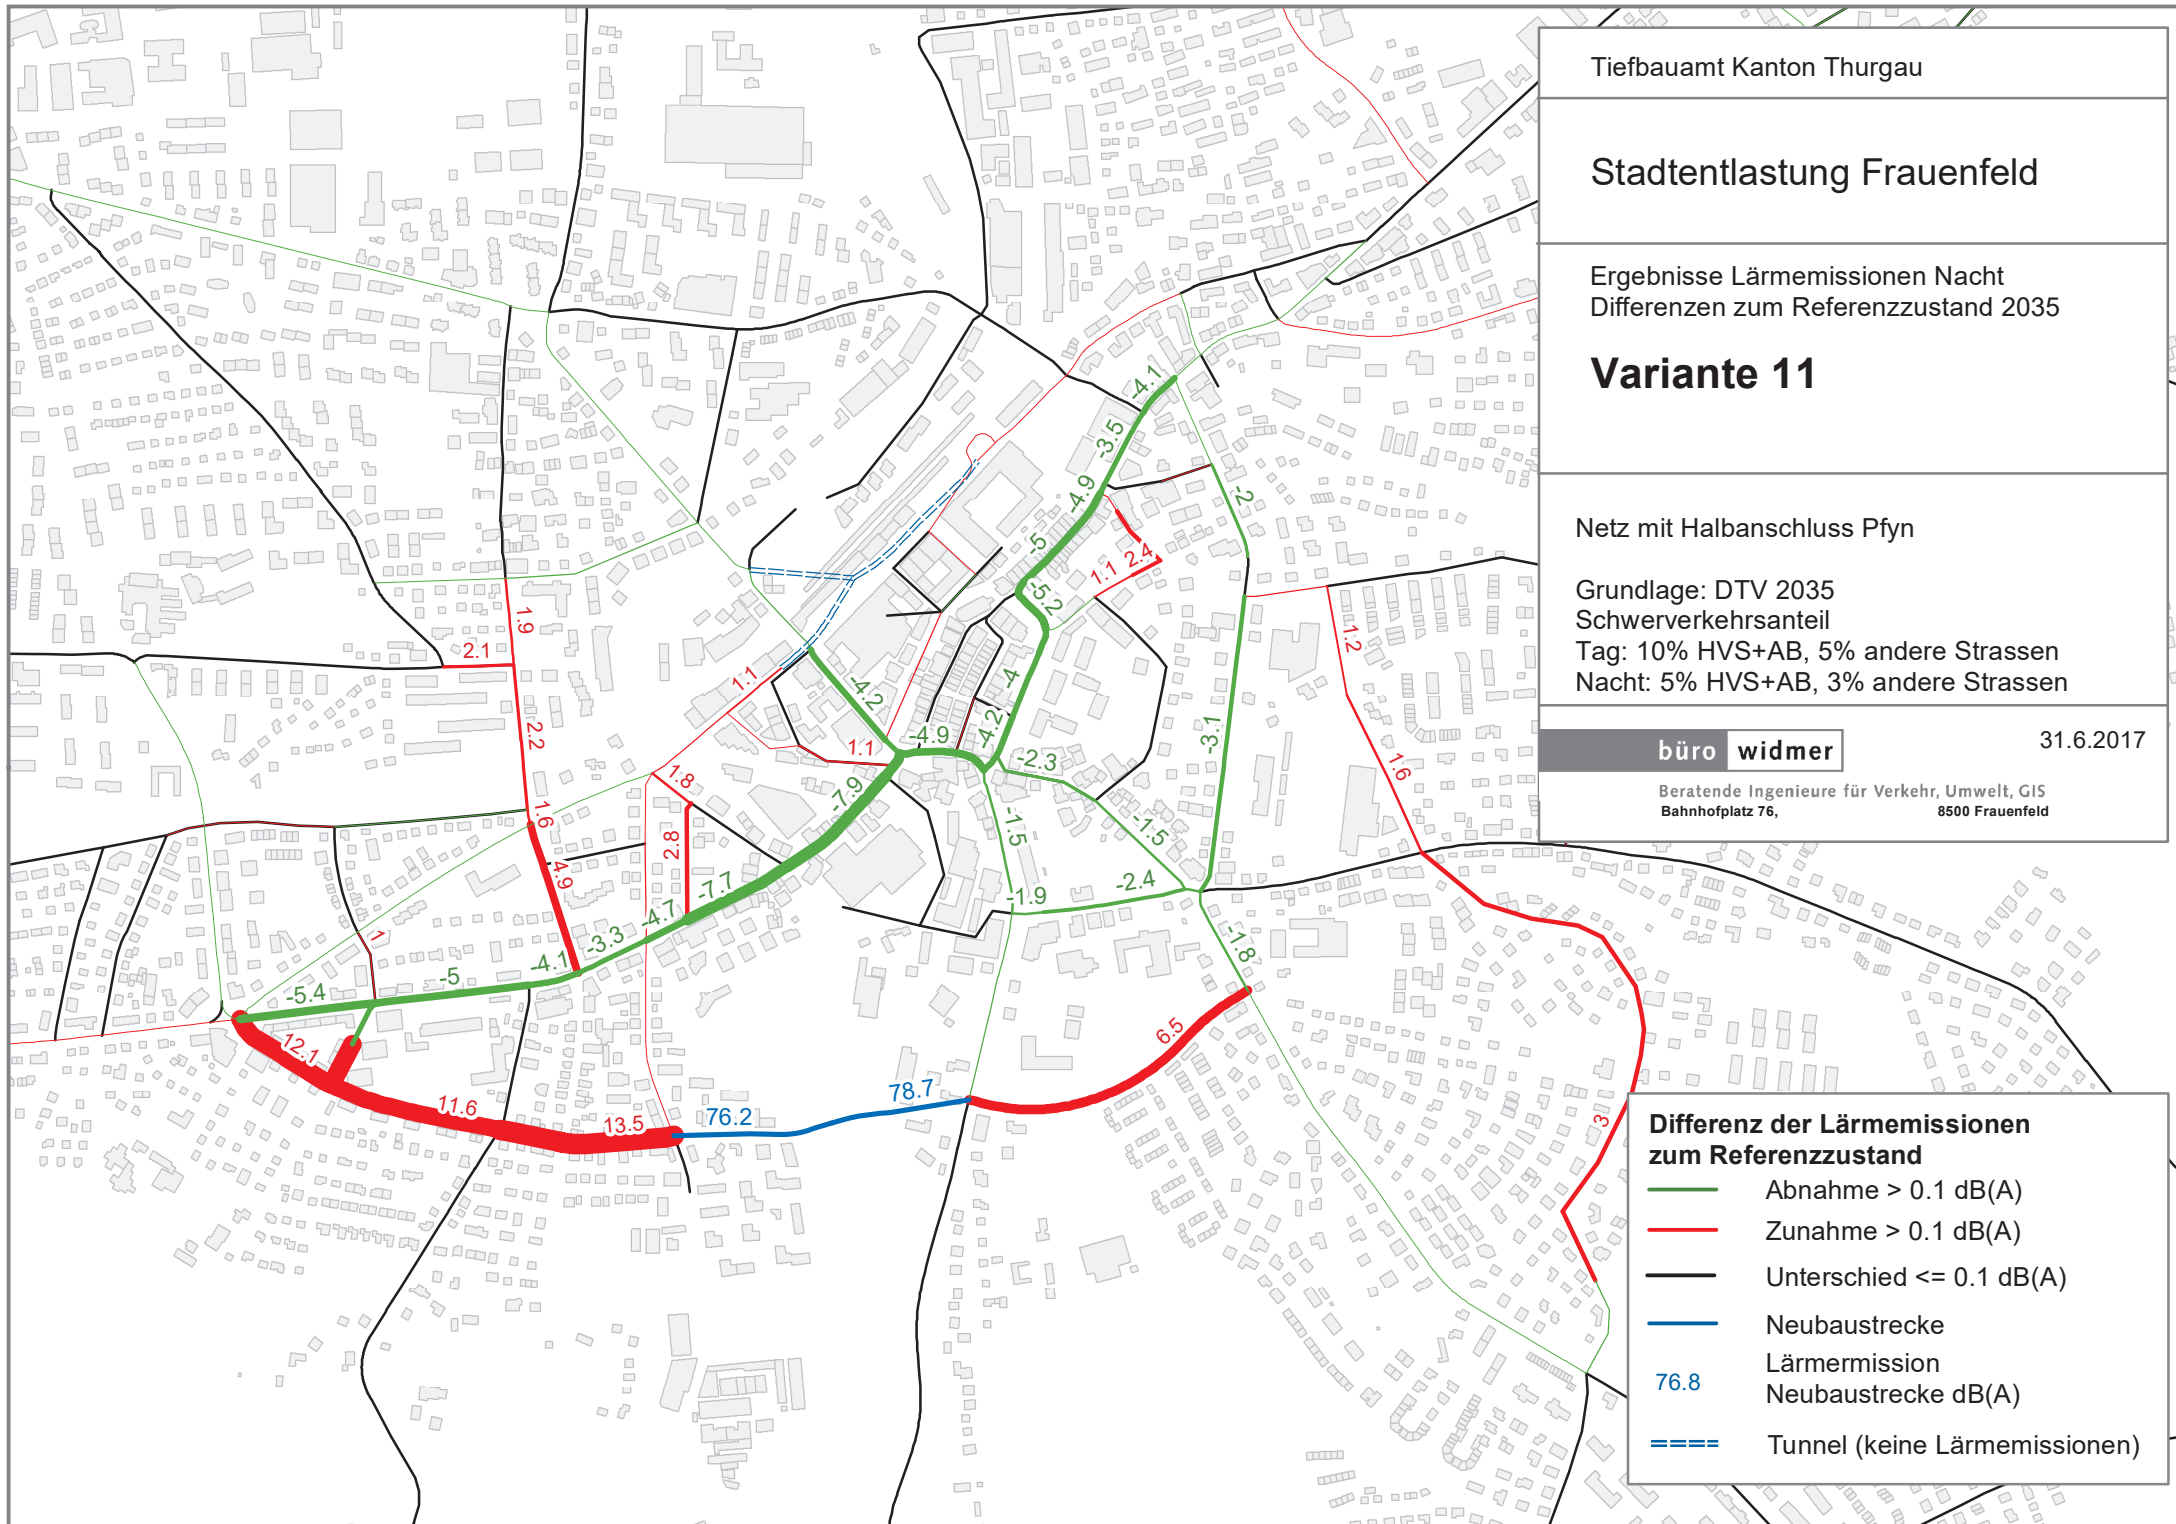 Tiefbauamt Kanton Thurgau
Stadtentlastung Frauenfeld
Ergebnisse Lärmemissionen Nacht
Differenzen zum Referenzzustand 2035
Variante 11
Netz mit Halbanschluss Pfyn
Grundlage: DTV 2035
Schwerverkehrsanteil
Tag: 10% HVS+AB, 5% andere Strassen
Nacht: 5% HVS+AB, 3% andere Strassen
büro widmer
31.6.2017
Beratende Ingenieure für Verkehr, Umwelt, GIS
Bahnhofplatz 76, 8500 Frauenfeld
-4.1
-3.5
-4.9
-2
-5
1.1
2.4
-5.2
1.9
2.1
1.2
1.1
-4.2
-4
2.2
-4.2
-4.9
1.1
-3.1
-2.3
1.6
1.8
-7.9
1.6
-1.5
-1.5
2.8
4.9
-7.7
-2.4
-1.9
-4.7
1
-3.3
-4.1
-1.8
-5
-5.4
12.1
6.5
78.7
11.6
13.5
76.2
3
Differenz der Lärmemissionen
zum Referenzzustand
Abnahme > 0.1 dB(A)
Zunahme > 0.1 dB(A)
Unterschied <= 0.1 dB(A)
Neubaustrecke
Lärmermission
76.8 Neubaustrecke dB(A)
Tunnel (keine Lärmemissionen)